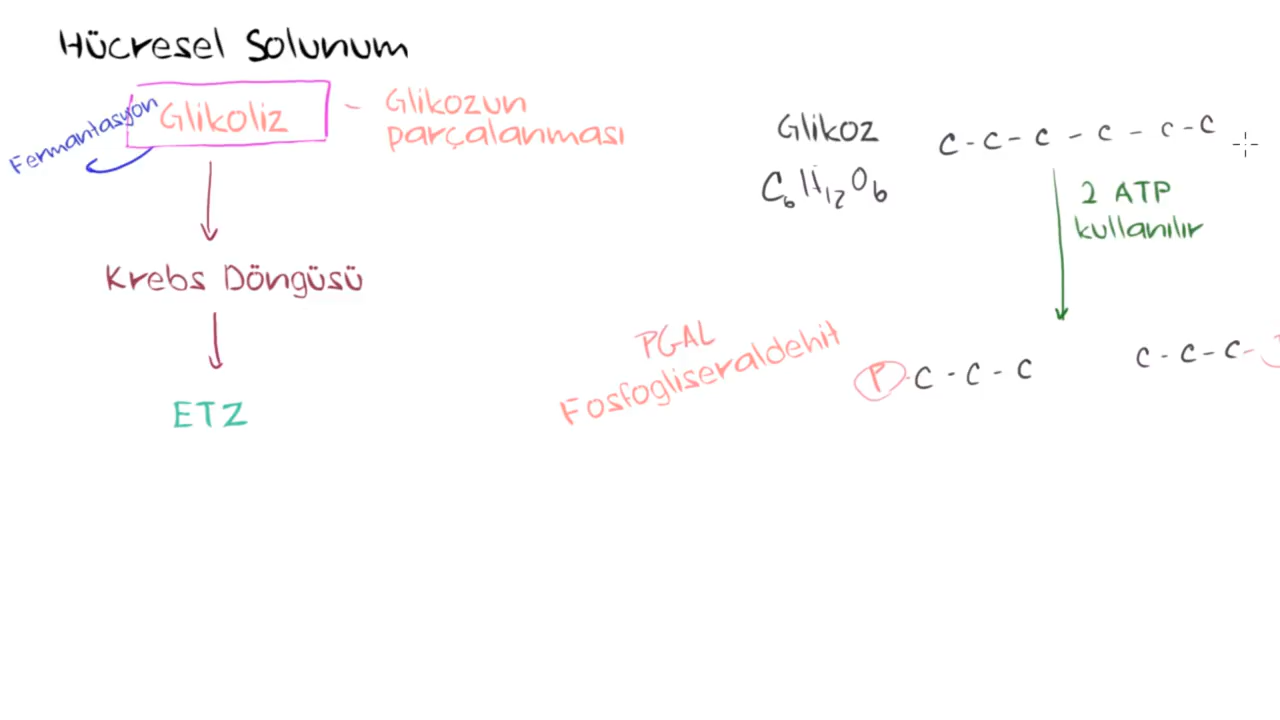 Hücresel Solunum
Fermantasyon
Glikoliz - Glikozun
parçalanması
Krebs Döngüsü
ETZ
Glikoz C-C-C-C-C-C
C6H12O6
2 ATP
kullanılır
PGAL
Fosfogliseraldehit
P-C-C-C C-C-C-